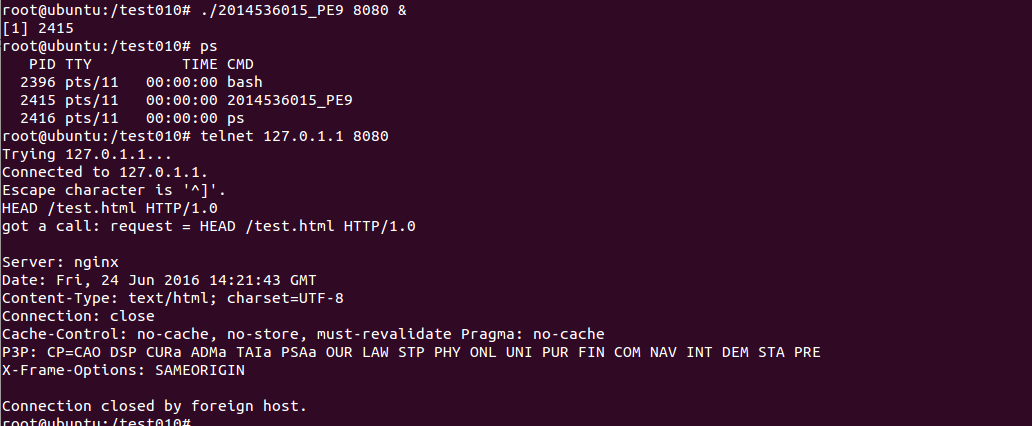 root@ubuntu:/test010# ./2014536015_PE9 8080 &
[1] 2415
root@ubuntu:/test010# ps
   PID TTY          TIME CMD
  2396 pts/11   00:00:00 bash
  2415 pts/11   00:00:00 2014536015_PE9
  2416 pts/11   00:00:00 ps
root@ubuntu:/test010# telnet 127.0.1.1 8080
Trying 127.0.1.1...
Connected to 127.0.1.1.
Escape character is '^]'.
HEAD /test.html HTTP/1.0
got a call: request = HEAD /test.html HTTP/1.0

Server: nginx
Date: Fri, 24 Jun 2016 14:21:43 GMT
Content-Type: text/html; charset=UTF-8
Connection: close
Cache-Control: no-cache, no-store, must-revalidate Pragma: no-cache
P3P: CP=CAO DSP CURa ADMa TAIa PSAa OUR LAW STP PHY ONL UNI PUR FIN COM NAV INT DEM STA PRE
X-Frame-Options: SAMEORIGIN

Connection closed by foreign host.
root@ubuntu:/test010#